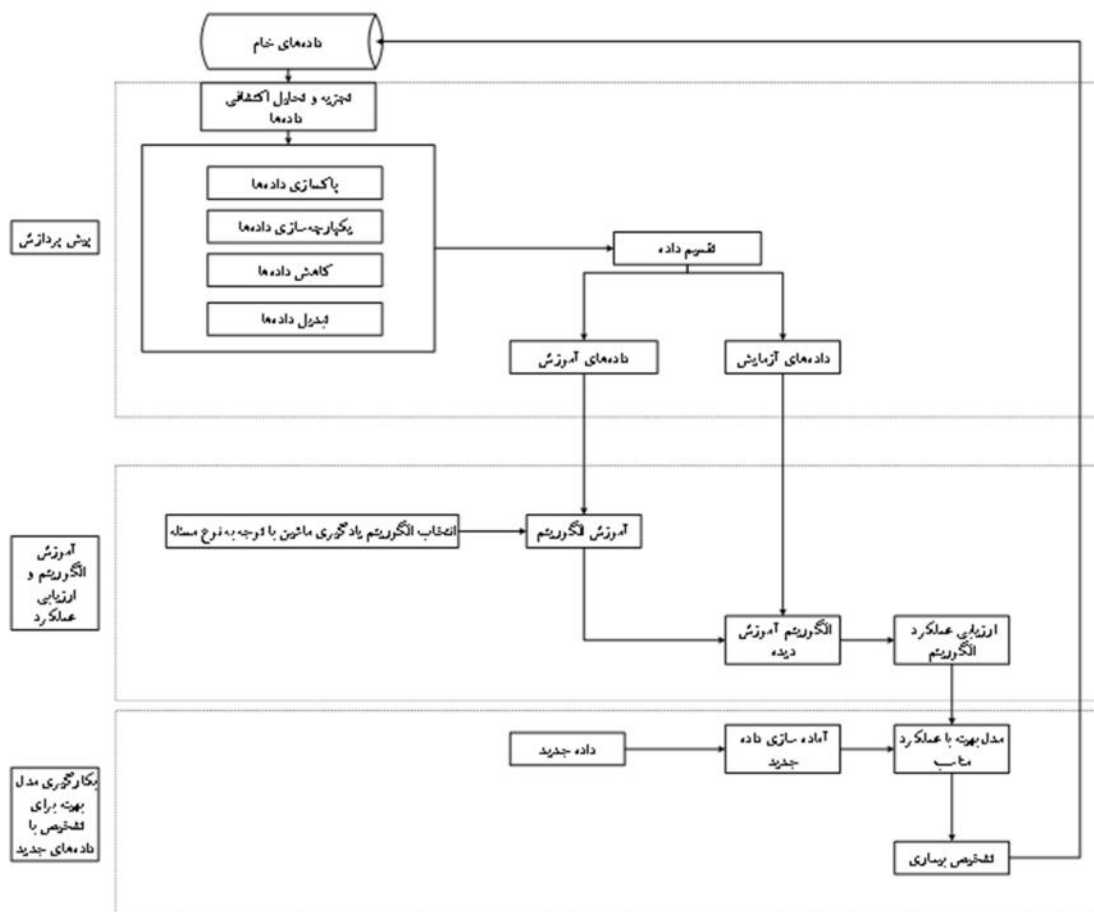 داده‌های خام
تجزیه و تحلیل اکتشافی
داده‌ها
پاکسازی داده‌ها
یکپارچه‌سازی داده‌ها
کاهش داده‌ها
تبدیل داده‌ها
پیش پردازش
تقسیم داده
داده‌های آموزش
داده‌های آزمایش
انتخاب الگوریتم یادگیری ماشین با توجه به نوع مسئله
آموزش الگوریتم
آموزش
الگوریتم و
ارزیابی
عملکرد
الگوریتم آموزش
دیده
ارزیابی عملکرد
الگوریتم
داده جدید
آماده سازی داده
جدید
مدل بهینه با عملکرد
مناسب
بکارگیری مدل
بهینه برای
تشخیص با
داده‌های جدید
تشخیص بیماری